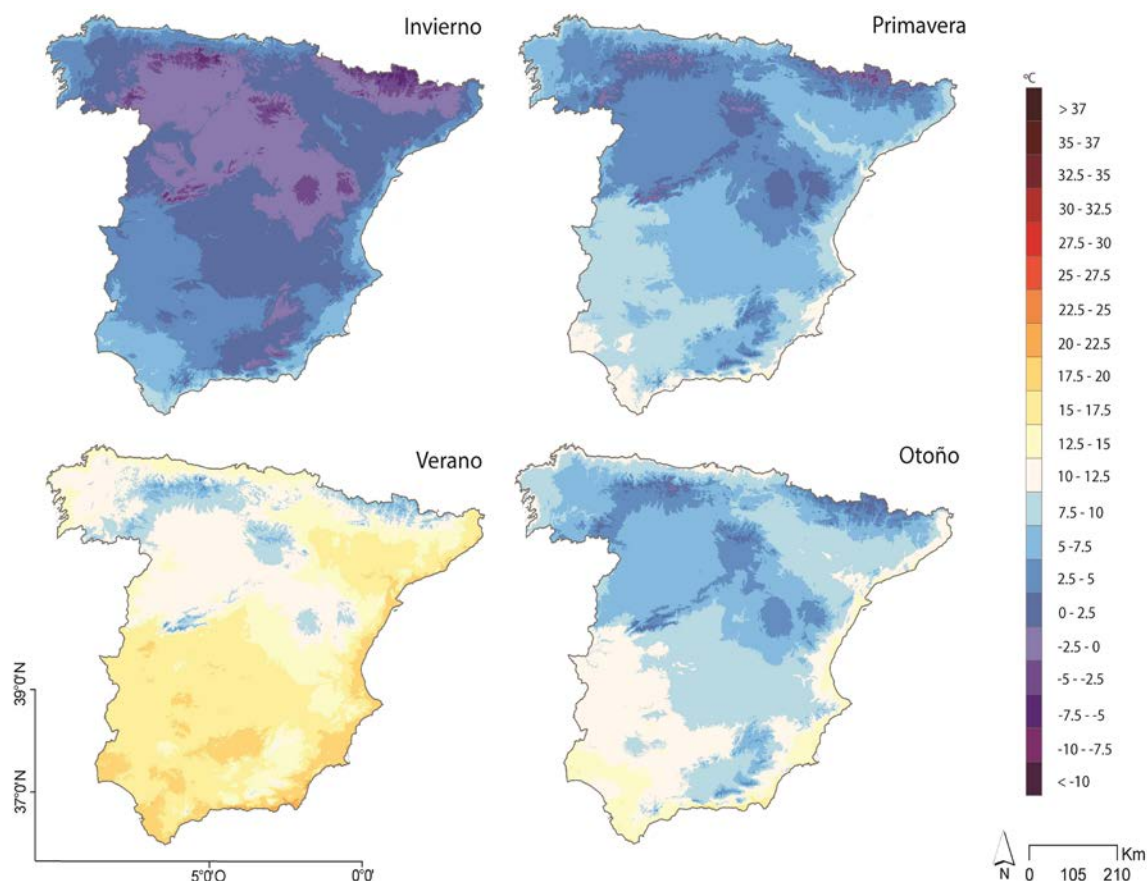 Invierno
Primavera
ºC
> 37
35 - 37
32.5 - 35
30 - 32.5
27.5 - 30
25 - 27.5
22.5 - 25
20 - 22.5
17.5 - 20
15 - 17.5
12.5 - 15
10 - 12.5
7.5 - 10
5 -7.5
2.5 - 5
0 - 2.5
-2.5 - 0
-5 - -2.5
-7.5 - -5
-10 - -7.5
< -10
Verano
Otoño
39°0'N
37°0'N
5°0'O
0°0'
N
Km
0 105 210